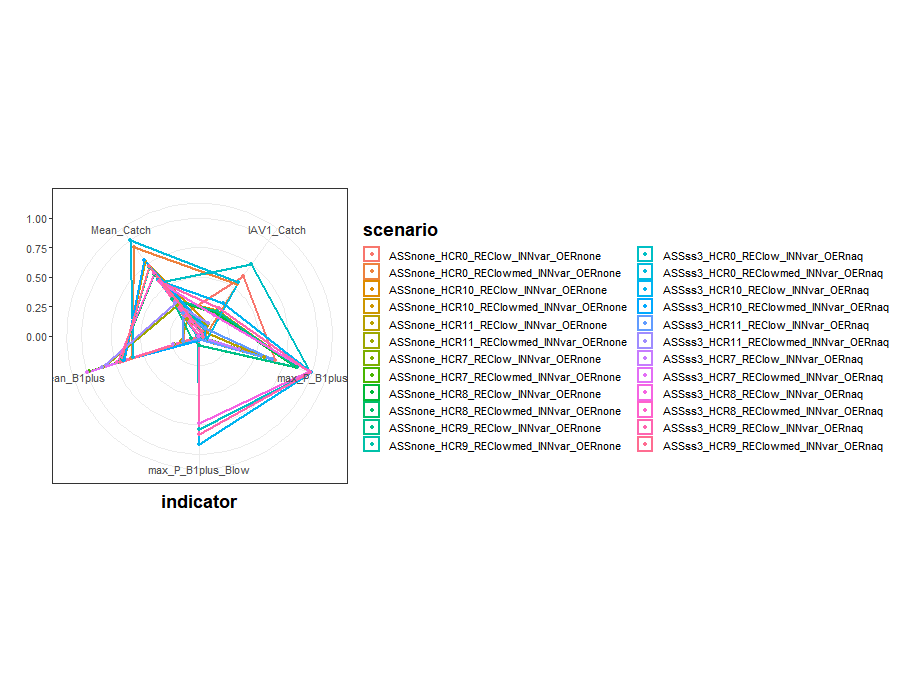 1.00
0.75
0.50
0.25
0.00
Mean_Catch
IAV1_Catch
an_B1plus
max_P_B1plus
max_P_B1plus_Blow
indicator
scenario
ASSnone_HCR0_REClow_INNvar_OERnone
ASSnone_HCR0_REClowmed_INNvar_OERnone
ASSnone_HCR10_REClow_INNvar_OERnone
ASSnone_HCR10_REClowmed_INNvar_OERnone
ASSnone_HCR11_REClow_INNvar_OERnone
ASSnone_HCR11_REClowmed_INNvar_OERnone
ASSnone_HCR7_REClow_INNvar_OERnone
ASSnone_HCR7_REClowmed_INNvar_OERnone
ASSnone_HCR8_REClow_INNvar_OERnone
ASSnone_HCR8_REClowmed_INNvar_OERnone
ASSnone_HCR9_REClow_INNvar_OERnone
ASSnone_HCR9_REClowmed_INNvar_OERnone
ASSss3_HCR0_REClow_INNvar_OERnaq
ASSss3_HCR0_REClowmed_INNvar_OERnaq
ASSss3_HCR10_REClow_INNvar_OERnaq
ASSss3_HCR10_REClowmed_INNvar_OERnaq
ASSss3_HCR11_REClow_INNvar_OERnaq
ASSss3_HCR11_REClowmed_INNvar_OERnaq
ASSss3_HCR7_REClow_INNvar_OERnaq
ASSss3_HCR7_REClowmed_INNvar_OERnaq
ASSss3_HCR8_REClow_INNvar_OERnaq
ASSss3_HCR8_REClowmed_INNvar_OERnaq
ASSss3_HCR9_REClow_INNvar_OERnaq
ASSss3_HCR9_REClowmed_INNvar_OERnaq